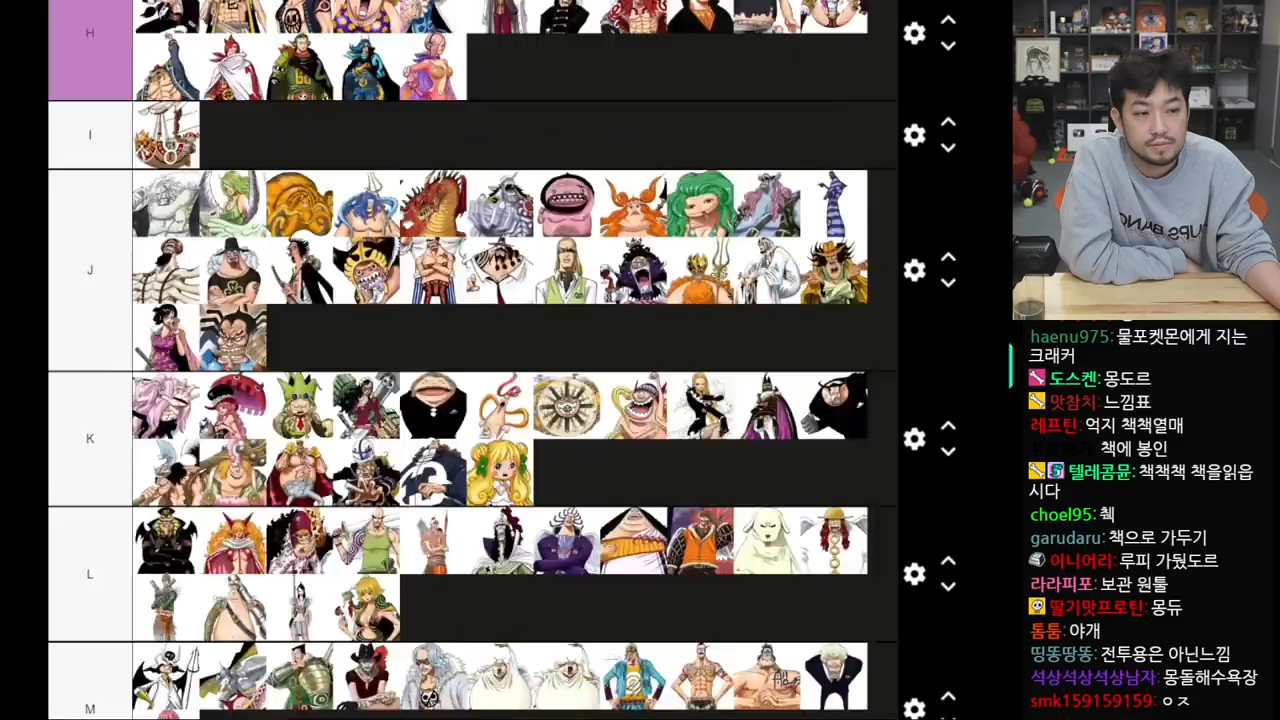 H
I
J
K
L
M
haenu975: 물포켓몬에게 지는
크래커
도스켄: 몽도르
맛참치: 느낌표
레프틴: 억지 책책열매
책에 봉인
텔레콤문: 책책책 책을읽읍
시다
choel95: 췍
garudaru: 책으로 가두기
이니어리: 루피 가뒀도르
라라피포: 보관 원툴
딸기맛프로틴: 몽듀
톰툼: 야개
띵똥땅똥: 전투용은 아닌느낌
석상석상석상남자: 몽돌해수욕장
smk159159159: ㅇㅈ